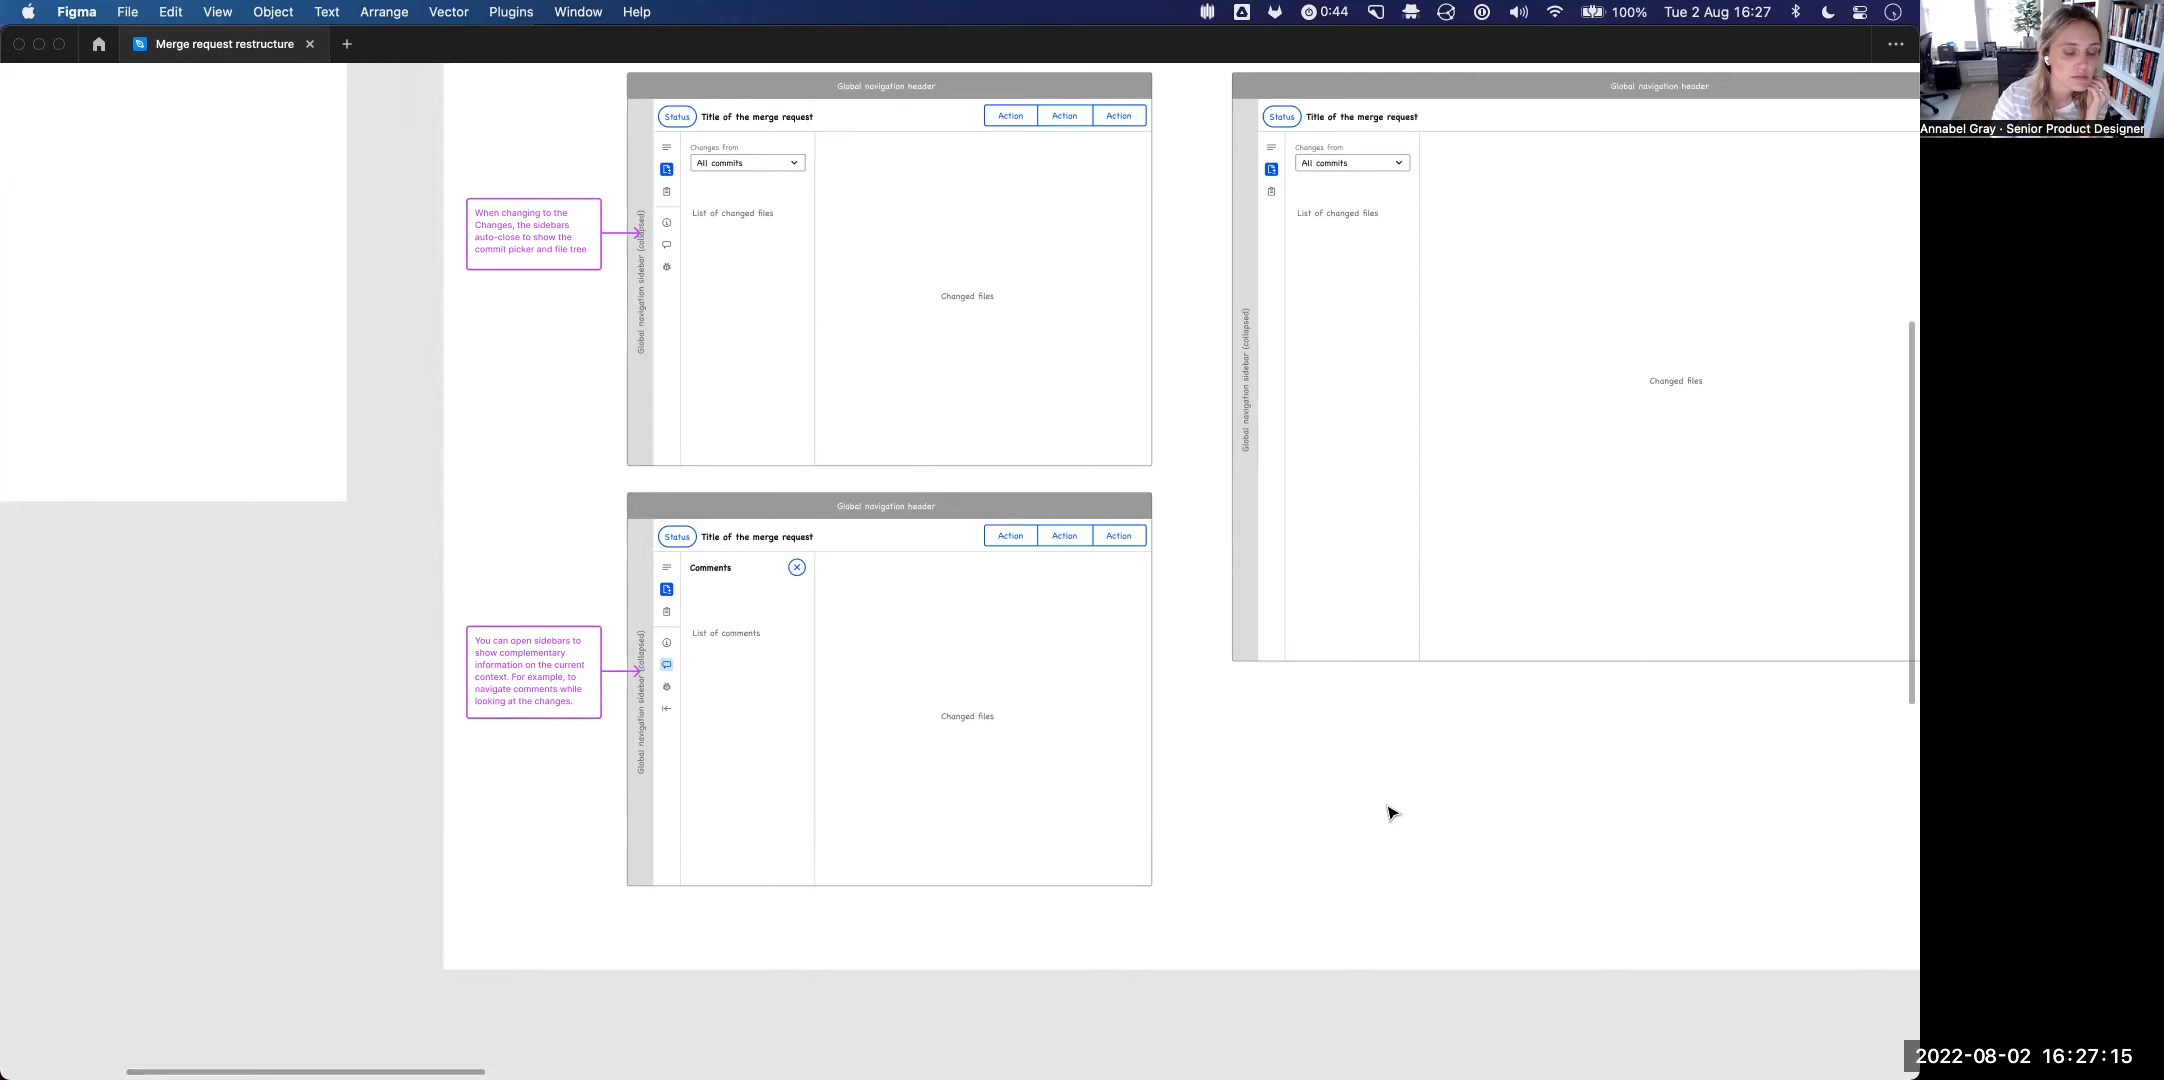 Figma File Edit View Object Text Arrange Vector Plugins Window Help
0:44 100% Tue 2 Aug 16:27
Merge request restructure
Annabel Gray · Senior Product Designer
Global navigation header
Status Title of the merge request Action Action Action
Changes from
All commits
List of changed files
Changed files
Global navigation sidebar (collapsed)
When changing to the
Changes, the sidebars
auto-close to show the
commit picker and file tree
Global navigation header
Status Title of the merge request
Changes from
All commits
List of changed files
Changed files
Global navigation sidebar (collapsed)
Global navigation header
Status Title of the merge request Action Action Action
Comments
List of comments
Changed files
Global navigation sidebar (collapsed)
You can open sidebars to
show complementary
information on the current
context. For example, to
navigate comments while
looking at the changes.
2022-08-02 16:27:15